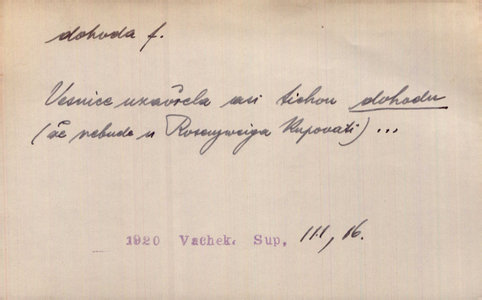 dohoda f.
Vesnice uzavřela asi tichou dohodu
(že nebude u Rosenzweiga kupovati) ...
1920 Vachek. Sup, III, 16.